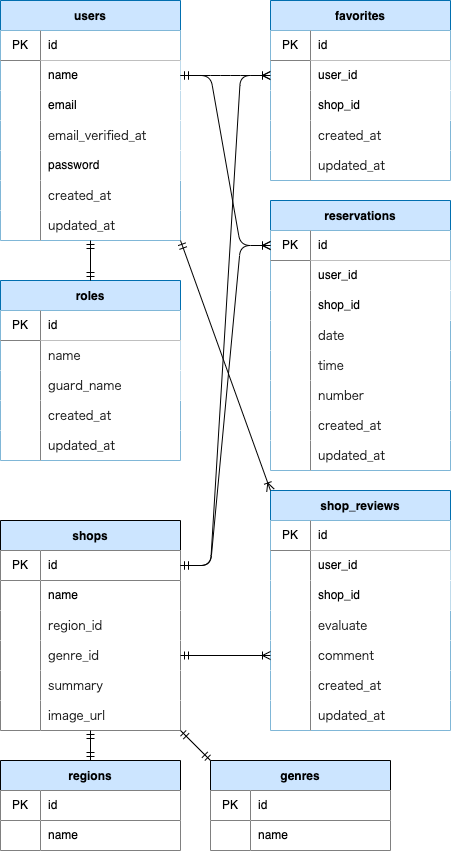 users
PK id
name
email
email_verified_at
password
created_at
updated_at
favorites
PK id
user_id
shop_id
created_at
updated_at
reservations
PK id
user_id
shop_id
date
time
number
created_at
updated_at
roles
PK id
name
guard_name
created_at
updated_at
shop_reviews
PK id
user_id
shop_id
evaluate
comment
created_at
updated_at
shops
PK id
name
region_id
genre_id
summary
image_url
regions
PK id
name
genres
PK id
name